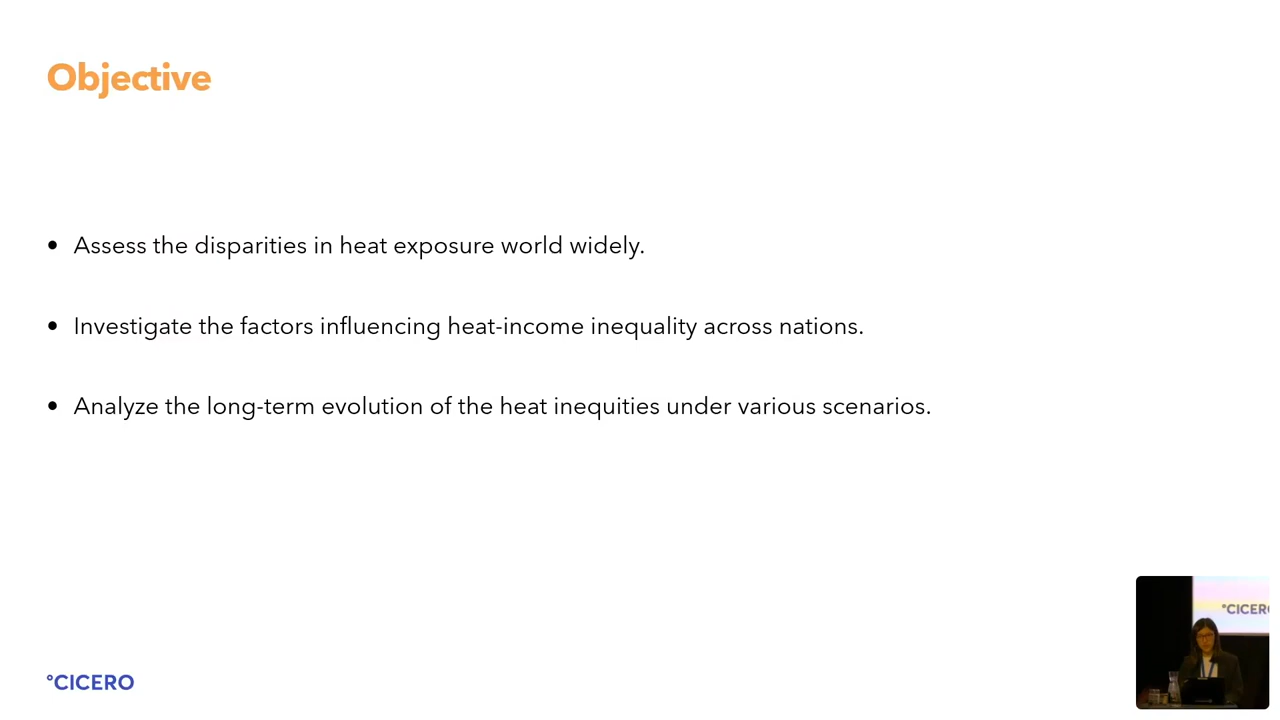 Objective
• Assess the disparities in heat exposure world widely.
• Investigate the factors influencing heat-income inequality across nations.
• Analyze the long-term evolution of the heat inequities under various scenarios.
°CICERO
°CICERO